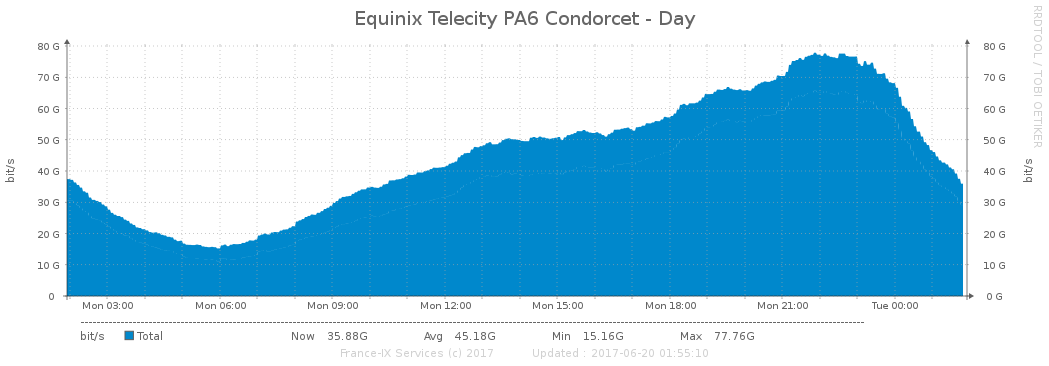 Equinix Telecity PA6 Condorcet - Day
RRDTOOL / TOBI OETIKER
80 G 80 G
70 G 70 G
60 G 60 G
50 G 50 G
40 G 40 G
30 G 30 G
20 G 20 G
10 G 10 G
0 0 G
bit/s bit/s
Mon 03:00 Mon 06:00 Mon 09:00 Mon 12:00 Mon 15:00 Mon 18:00 Mon 21:00 Tue 00:00
bit/s Total Now 35.88G Avg 45.18G Min 15.16G Max 77.76G
France-IX Services (c) 2017 Updated : 2017-06-20 01:55:10